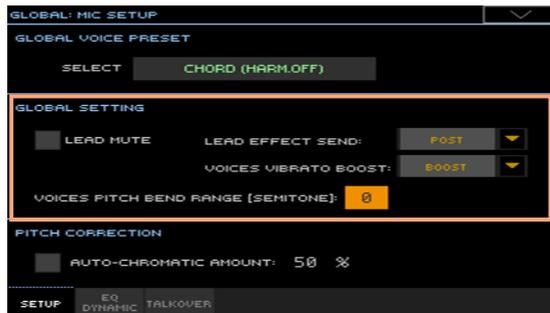 GLOBAL: MIC SETUP
GLOBAL VOICE PRESET
SELECT CHORD (HARM.OFF)
GLOBAL SETTING
LEAD MUTE LEAD EFFECT SEND: POST
VOICES VIBRATO BOOST: BOOST
VOICES PITCH BEND RANGE [SEMITONE]: 0
PITCH CORRECTION
AUTO-CHROMATIC AMOUNT: 50 %
SETUP EQ DYNAMIC TALKOVER